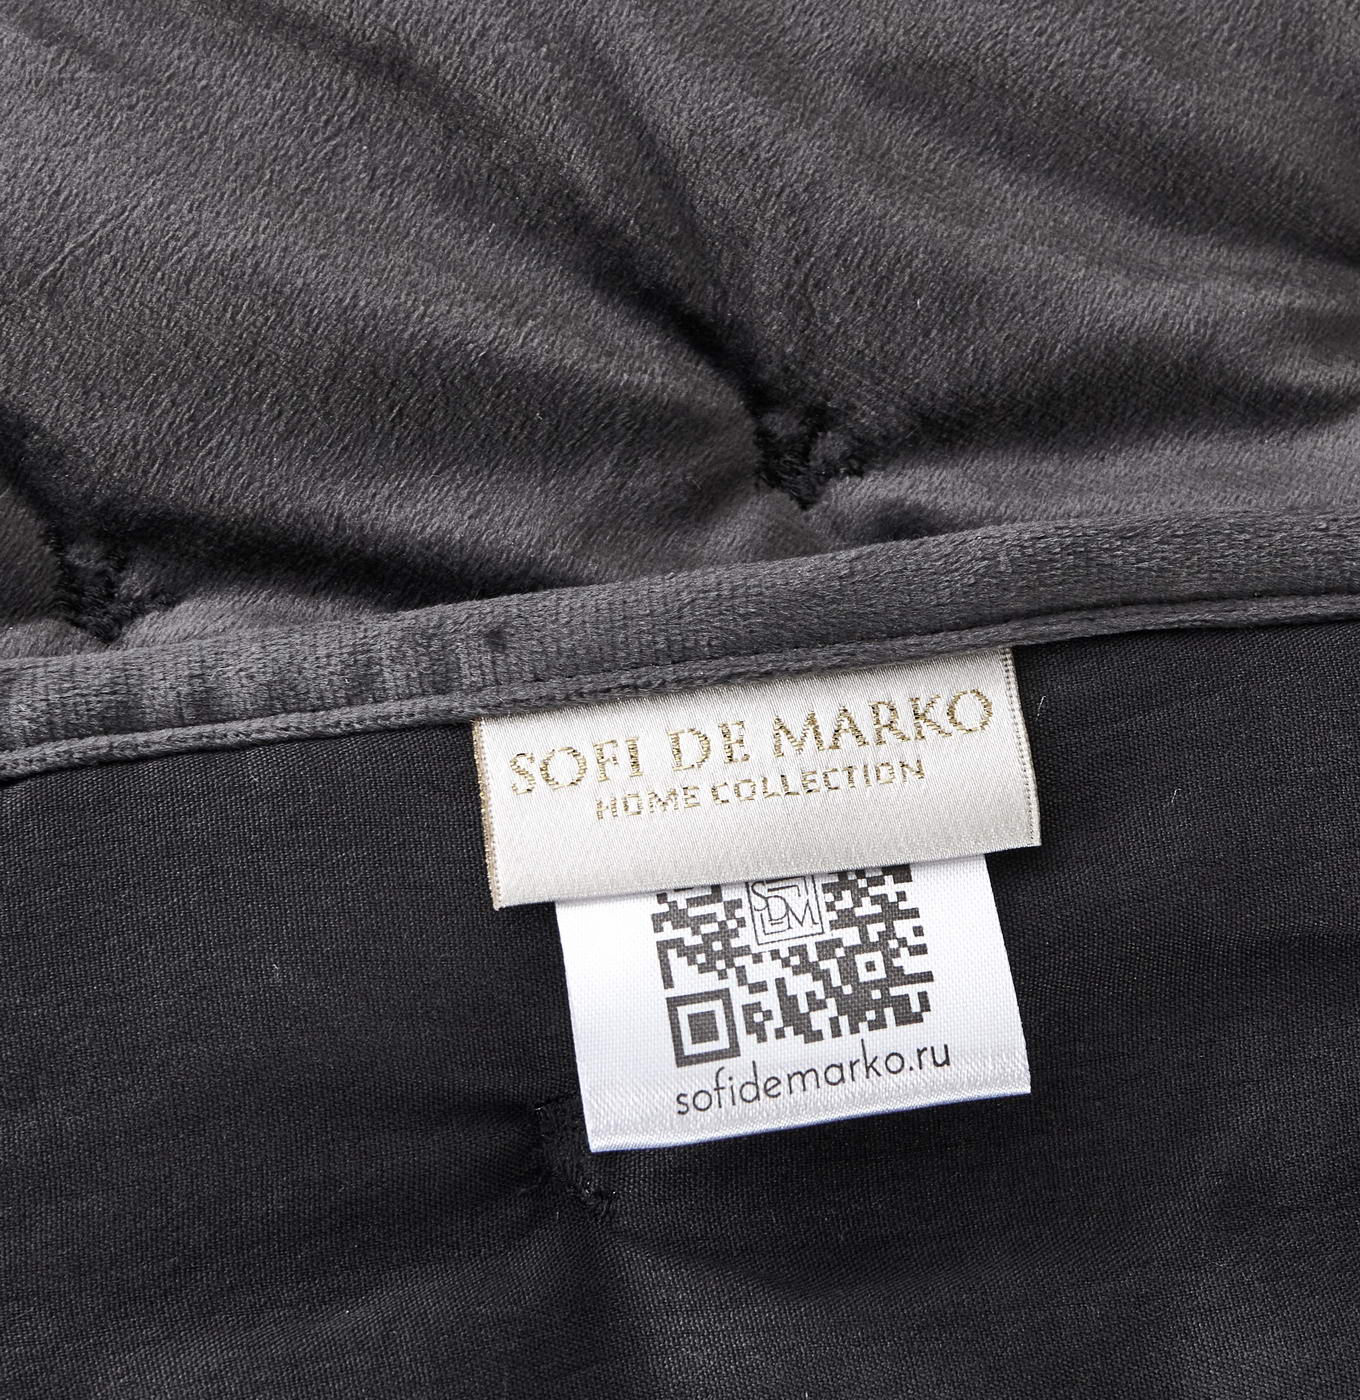 SOFI DE MARKO
HOME COLLECTION
SDM
sofidemarko.ru